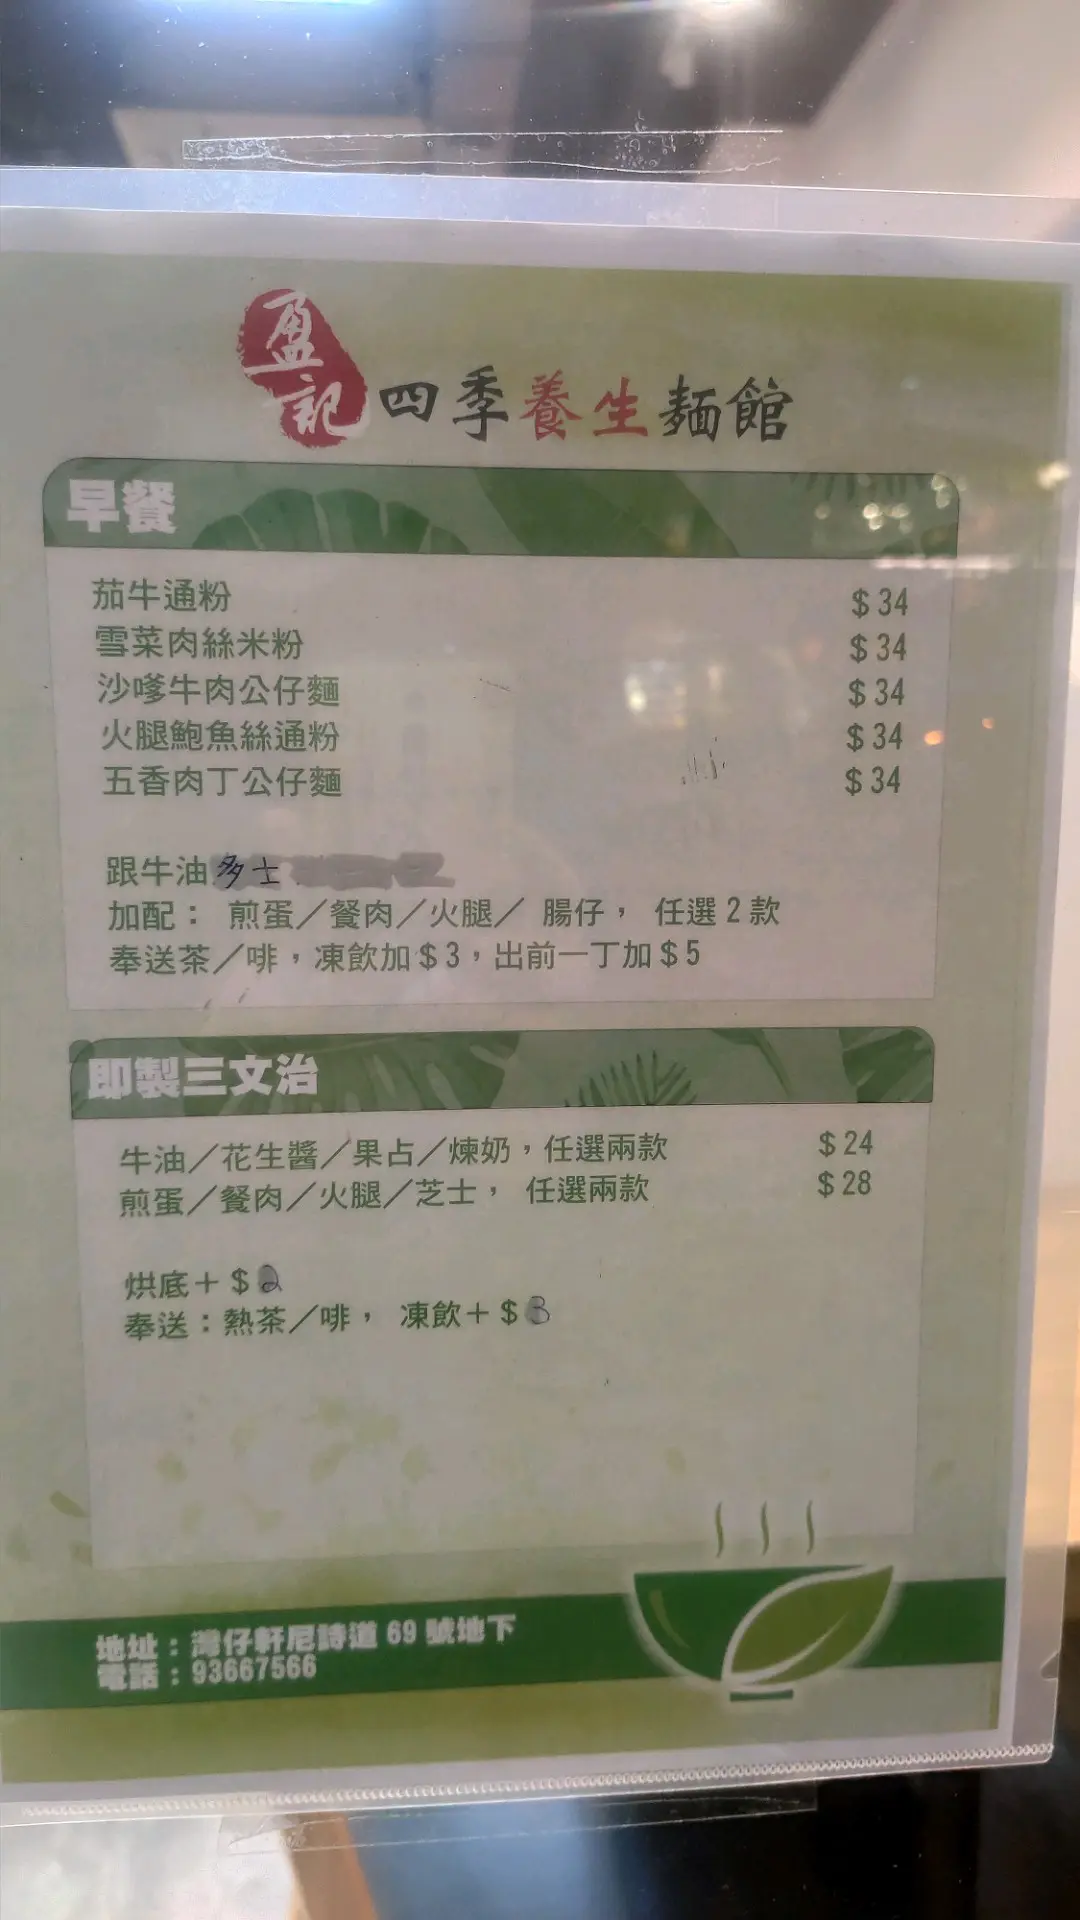 盈記 四季養生麵館
早餐
茄牛通粉 $34
雪菜肉絲米粉 $34
沙嗲牛肉公仔麵 $34
火腿鮑魚絲通粉 $34
五香肉丁公仔麵 $34
跟牛油多士
加配：煎蛋／餐肉／火腿／腸仔，任選2款
奉送茶／啡，凍飲加$3，出前一丁加$5
即製三文治
牛油／花生醬／果占／煉奶，任選兩款 $24
煎蛋／餐肉／火腿／芝士，任選兩款 $28
烘底＋$2
奉送：熱茶／啡，凍飲＋$3
地址：灣仔軒尼詩道69號地下
電話：93667566